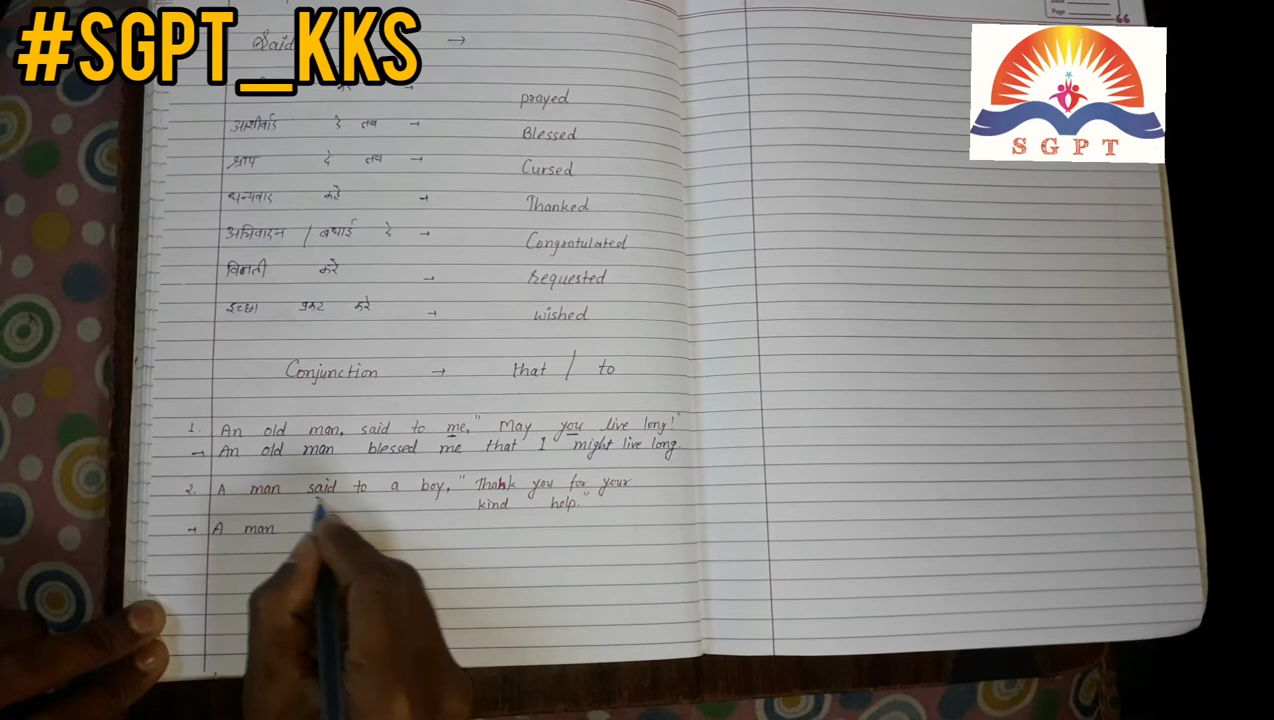 #SGPT_KKS
SGPT
Said →
→ prayed
आशीर्वाद दे तब → Blessed
श्राप दे तब → Cursed
धन्यवाद कहे → Thanked
अभिवादन / बधाई दे → Congratulated
विनती करे → Requested
इच्छा प्रकट करे → wished
Conjunction → that / to
1. An old man, said to me, "May you live long!"
→ An old man blessed me that I might live long.
2. A man said to a boy, "Thank you for your
kind help."
→ A man